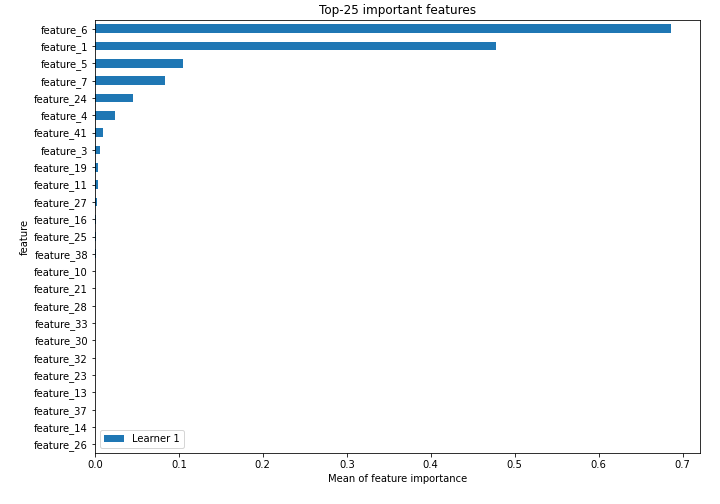 Top-25 important features
feature_6
feature_1
feature_5
feature_7
feature_24
feature_4
feature_41
feature_3
feature_19
feature_11
feature_27
feature_16
feature_25
feature_38
feature_10
feature_21
feature_28
feature_33
feature_30
feature_32
feature_23
feature_13
feature_37
feature_14
feature_26
feature
Learner 1
0.0 0.1 0.2 0.3 0.4 0.5 0.6 0.7
Mean of feature importance